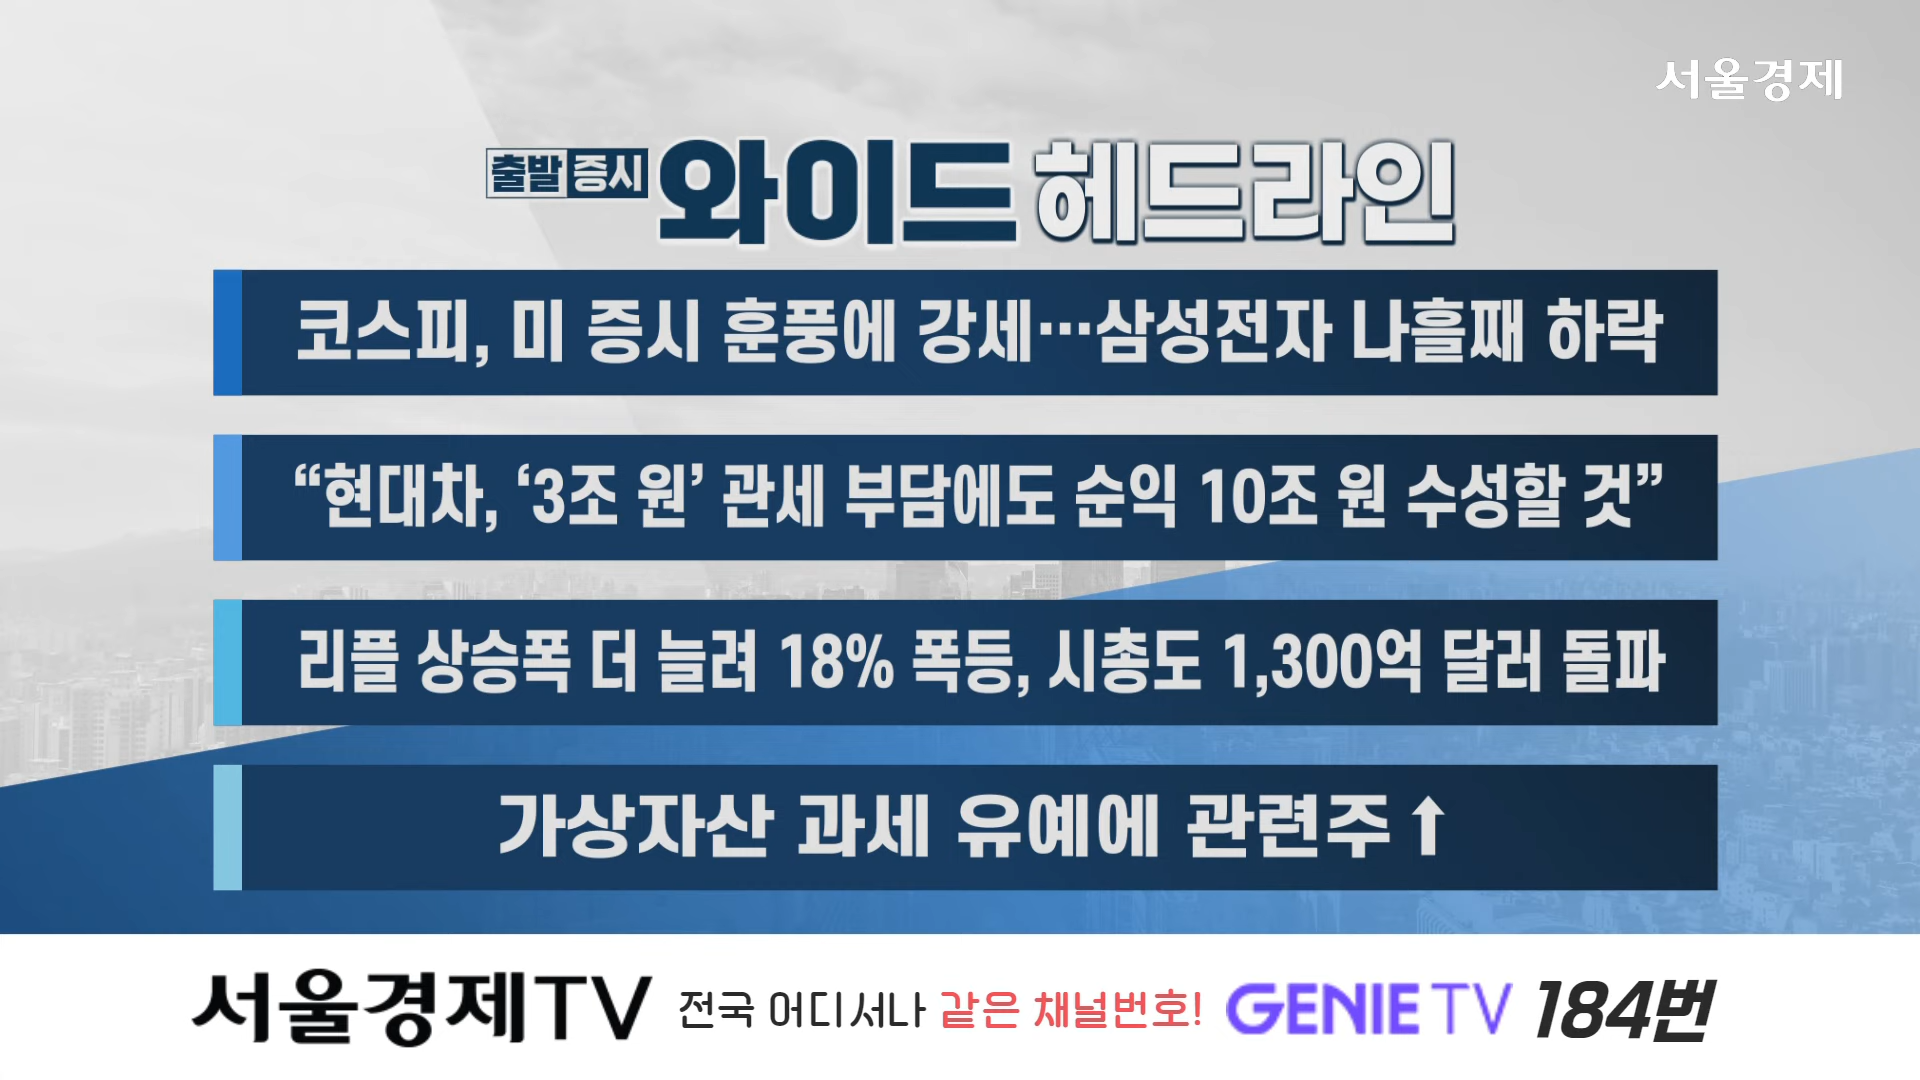 서울경제
출발증시 와이드 헤드라인
코스피, 미 증시 훈풍에 강세…삼성전자 나흘째 하락
“현대차, ‘3조 원’ 관세 부담에도 순익 10조 원 수성할 것”
리플 상승폭 더 늘려 18% 폭등, 시총도 1,300억 달러 돌파
가상자산 과세 유예에 관련주↑
서울경제TV 전국 어디서나 같은 채널번호! GENIE TV 184번